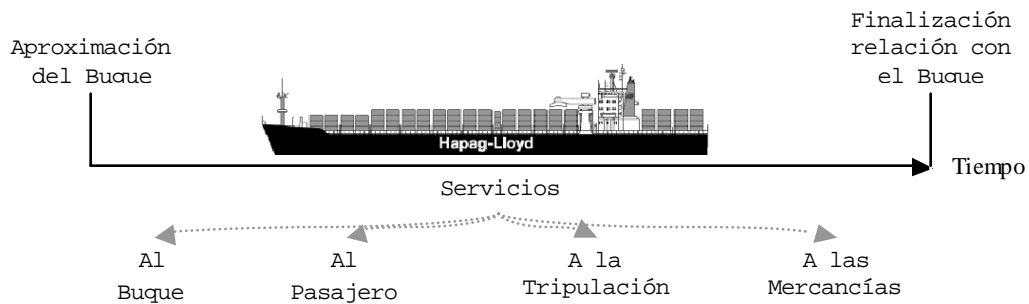 Aproximación
del Buque
Finalización
relación con
el Buque
Hapag-Lloyd
Tiempo
Servicios
Al
Buque
Al
Pasajero
A la
Tripulación
A las
Mercancías